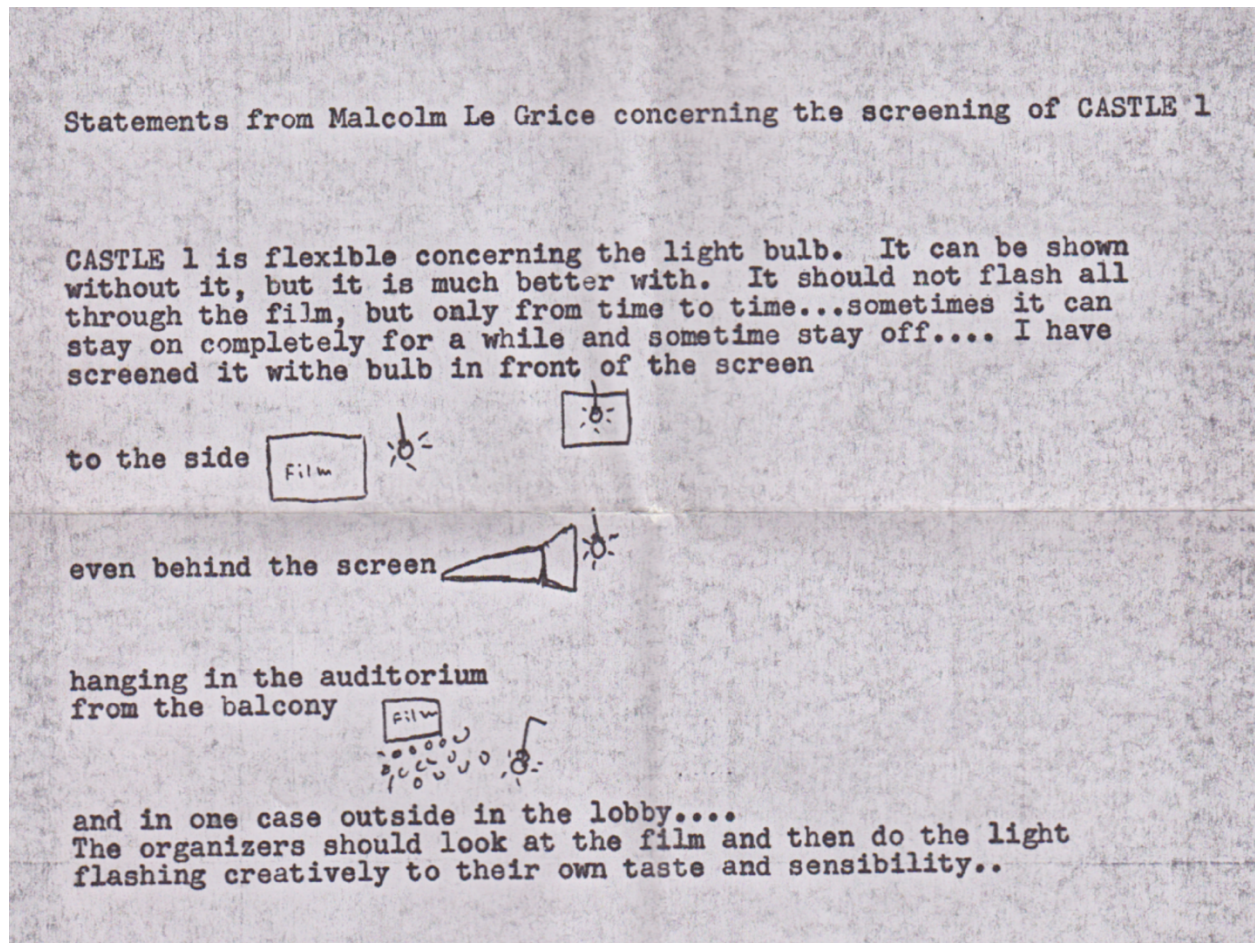 Statements from Malcolm Le Grice concerning the screening of CASTLE 1
CASTLE 1 is flexible concerning the light bulb. It can be shown
without it, but it is much better with. It should not flash all
through the film, but only from time to time...sometimes it can
stay on completely for a while and sometime stay off.... I have
screened it withe bulb in front of the screen
to the side
Film
even behind the screen
hanging in the auditorium
from the balcony
Film
and in one case outside in the lobby....
The organizers should look at the film and then do the light
flashing creatively to their own taste and sensibility..